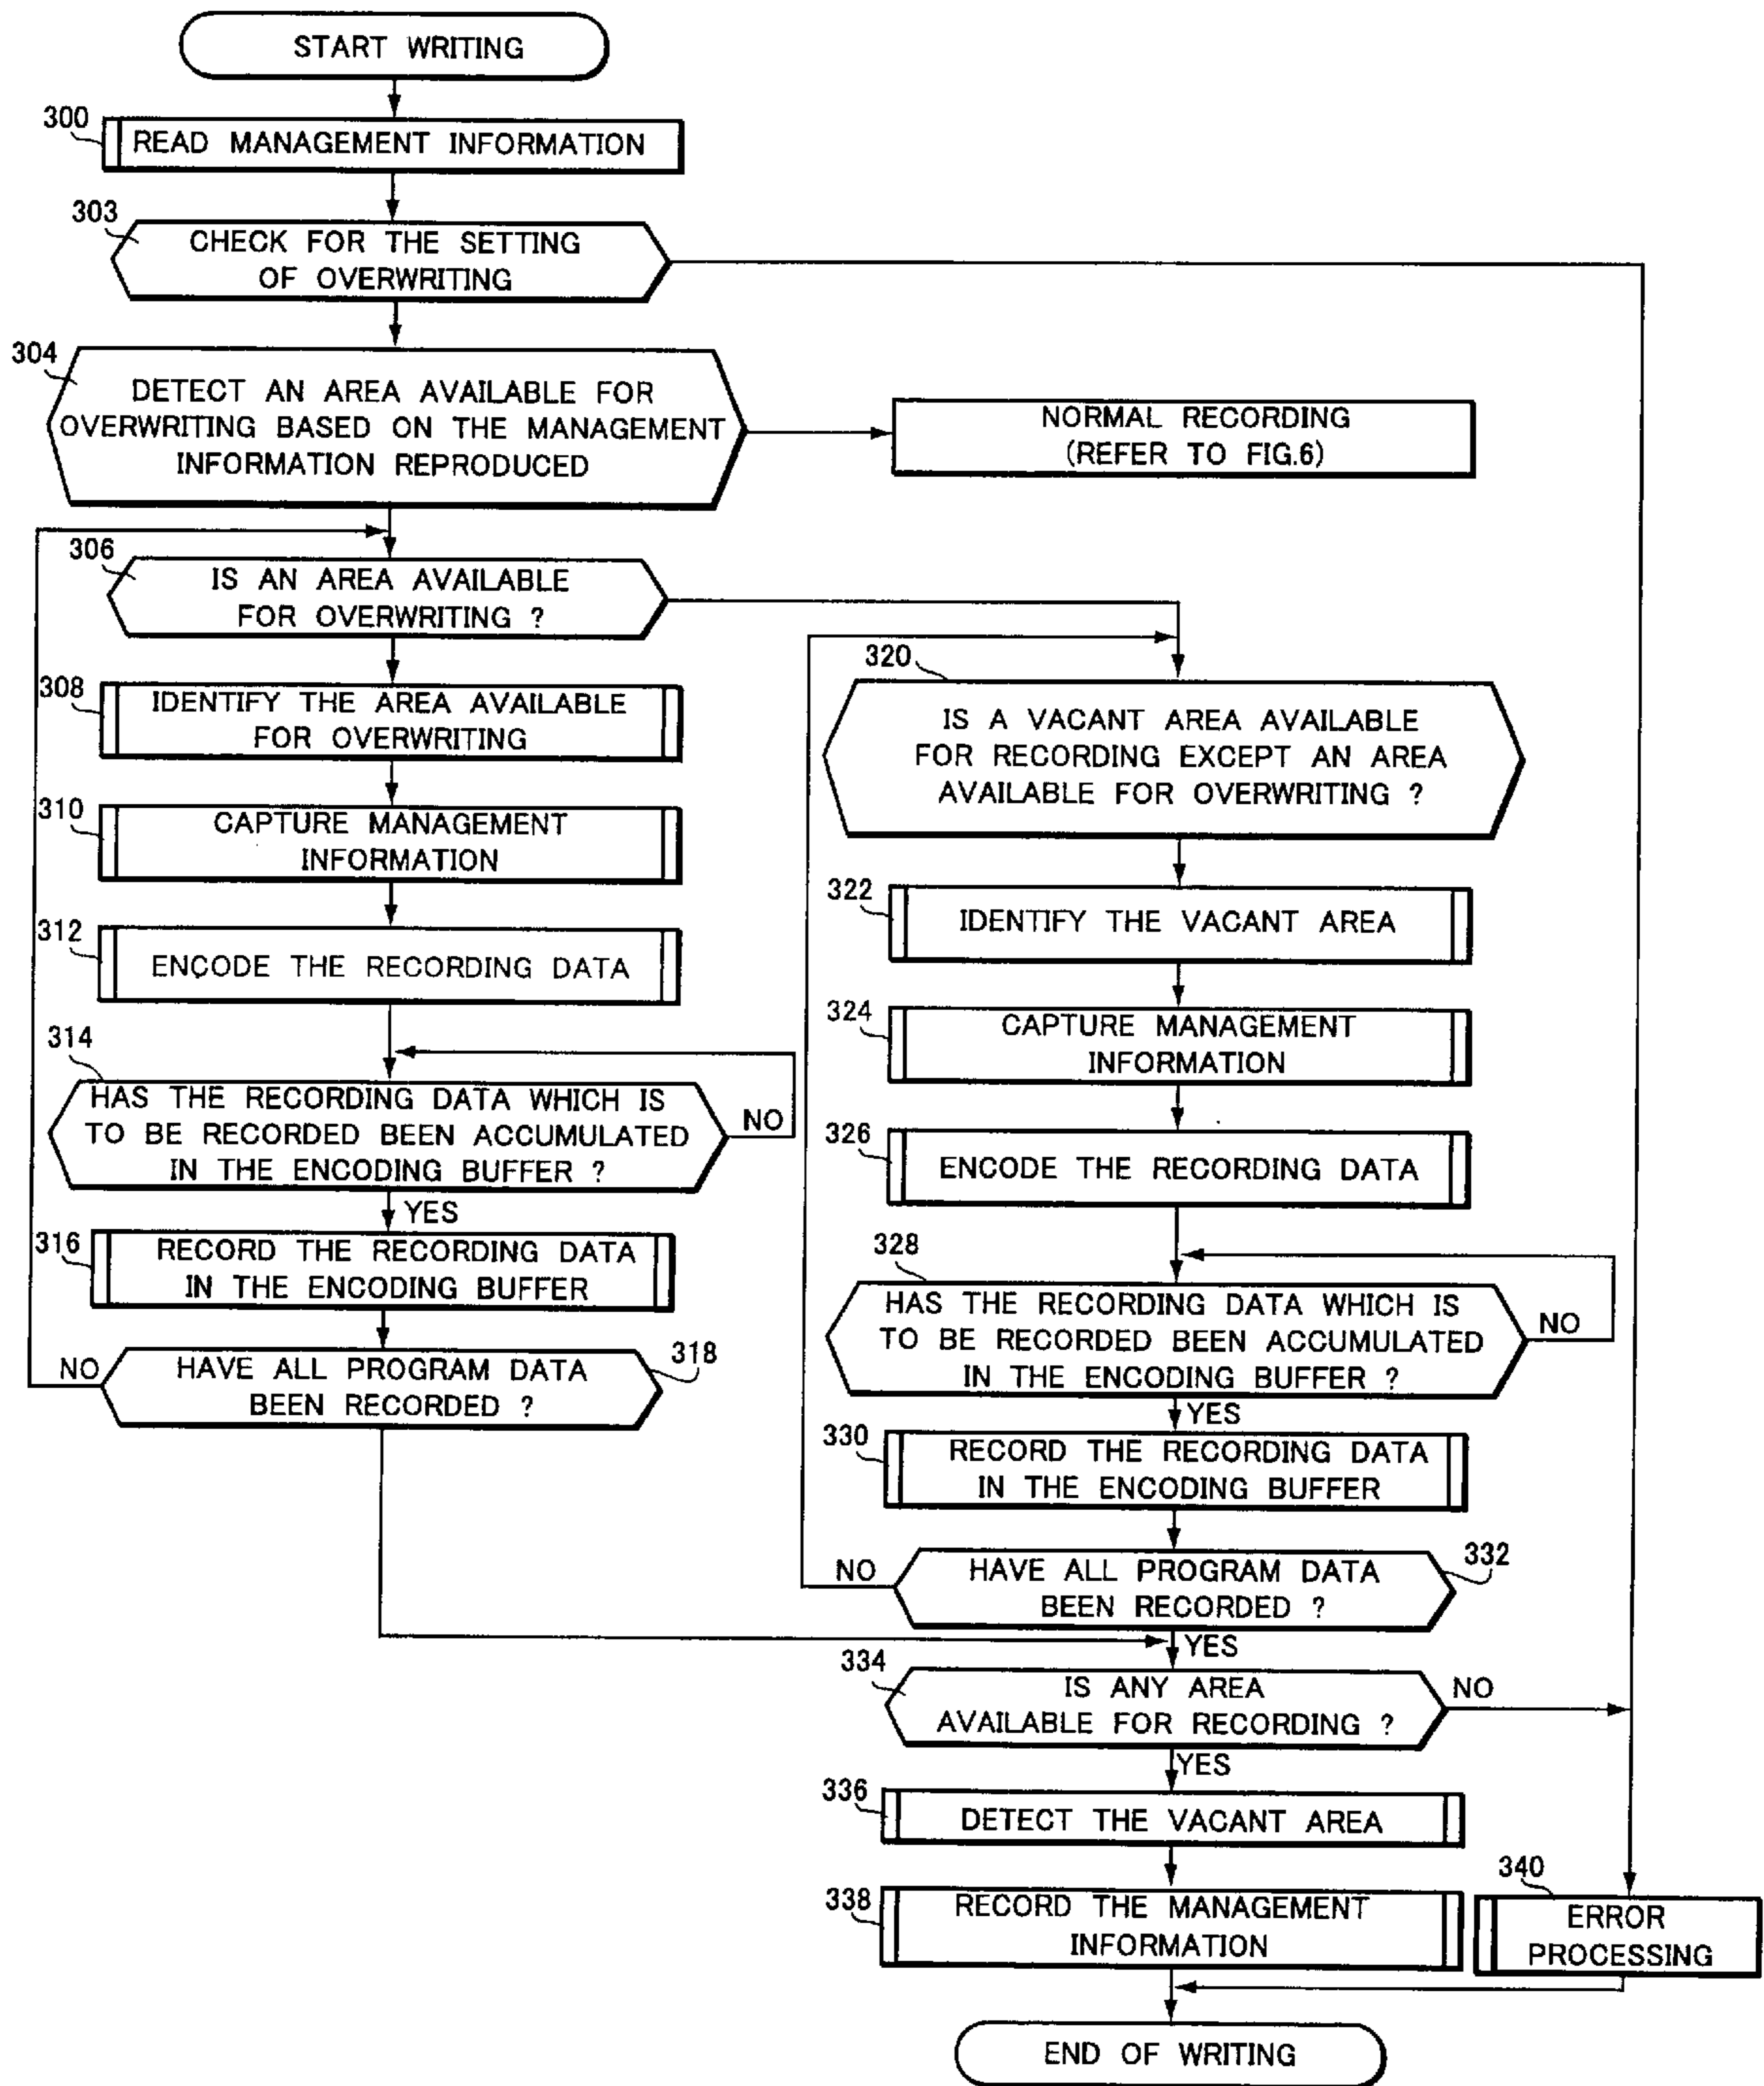 START WRITING
300
READ MANAGEMENT INFORMATION
303
CHECK FOR THE SETTING
OF OVERWRITING
304
DETECT AN AREA AVAILABLE FOR
OVERWRITING BASED ON THE MANAGEMENT
INFORMATION REPRODUCED
NORMAL RECORDING
(REFER TO FIG.6)
306
IS AN AREA AVAILABLE
FOR OVERWRITING ?
308
IDENTIFY THE AREA AVAILABLE
FOR OVERWRITING
310
CAPTURE MANAGEMENT
INFORMATION
312
ENCODE THE RECORDING DATA
314
HAS THE RECORDING DATA WHICH IS
TO BE RECORDED BEEN ACCUMULATED
IN THE ENCODING BUFFER ?
NO
YES
316
RECORD THE RECORDING DATA
IN THE ENCODING BUFFER
318
HAVE ALL PROGRAM DATA
BEEN RECORDED ?
NO
320
IS A VACANT AREA AVAILABLE
FOR RECORDING EXCEPT AN AREA
AVAILABLE FOR OVERWRITING ?
322
IDENTIFY THE VACANT AREA
324
CAPTURE MANAGEMENT
INFORMATION
326
ENCODE THE RECORDING DATA
328
HAS THE RECORDING DATA WHICH IS
TO BE RECORDED BEEN ACCUMULATED
IN THE ENCODING BUFFER ?
NO
YES
330
RECORD THE RECORDING DATA
IN THE ENCODING BUFFER
332
HAVE ALL PROGRAM DATA
BEEN RECORDED ?
NO
YES
334
IS ANY AREA
AVAILABLE FOR RECORDING ?
NO
YES
336
DETECT THE VACANT AREA
338
RECORD THE MANAGEMENT
INFORMATION
340
ERROR
PROCESSING
END OF WRITING